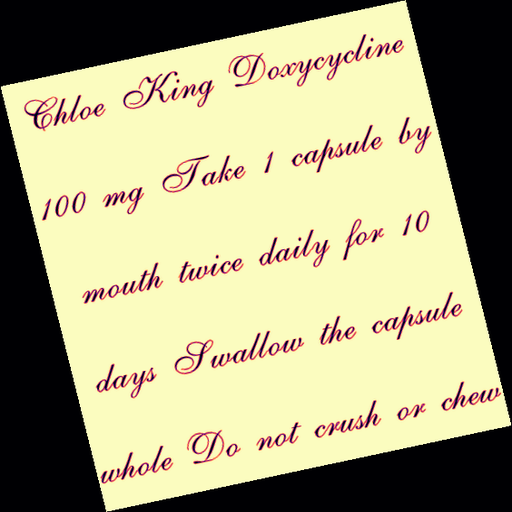 Chloe King Doxycycline
100 mg Take 1 capsule by
mouth twice daily for 10
days Swallow the capsule
whole Do not crush or chew